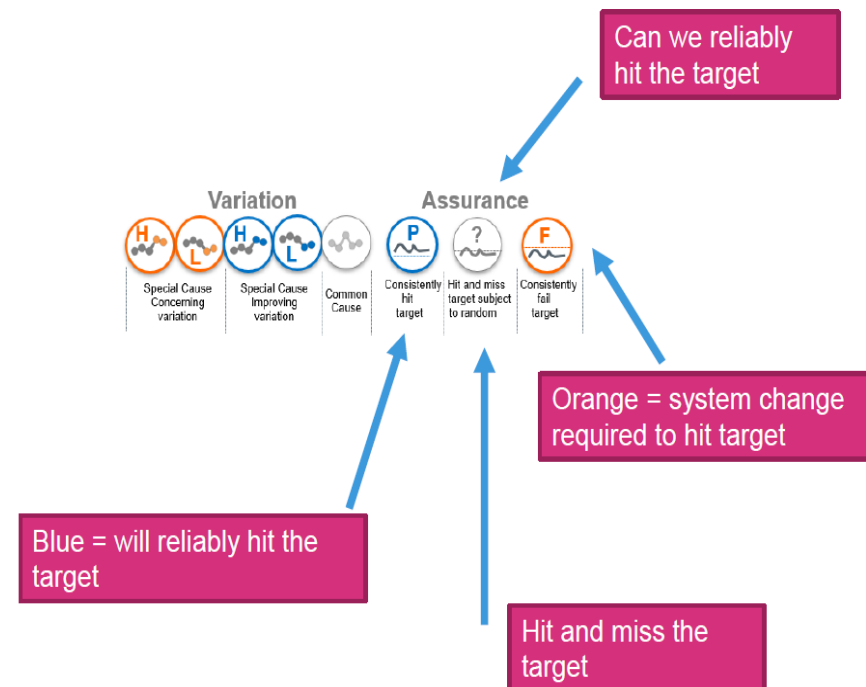 Can we reliably
hit the target
Variation
Assurance
H
L
H
L
P
?
F
Special Cause
Concerning
variation
Special Cause
Improving
variation
Common
Cause
Consistently
hit
target
Hit and miss
target subject
to random
Consistently
fail
target
Orange = system change
required to hit target
Blue = will reliably hit the
target
Hit and miss the
target